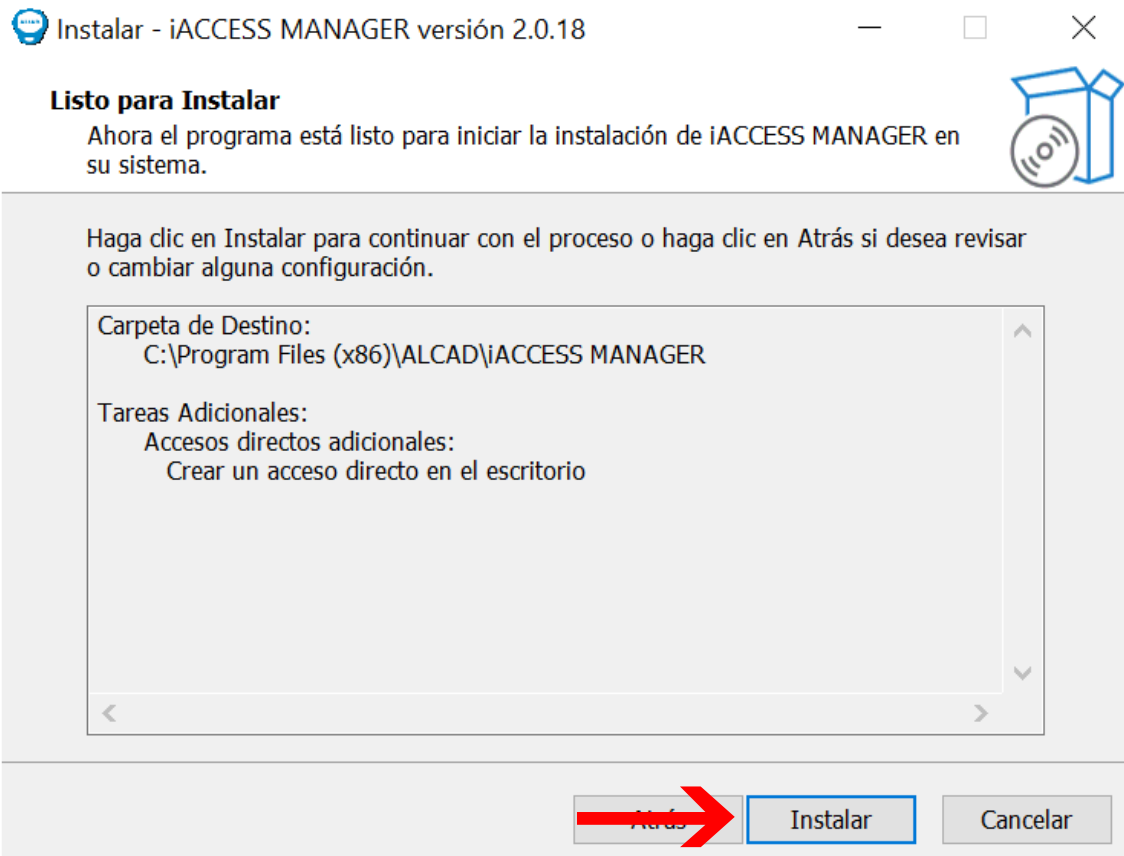 Instalar - iACCESS MANAGER versión 2.0.18
Listo para Instalar
Ahora el programa está listo para iniciar la instalación de iACCESS MANAGER en
su sistema.
Haga clic en Instalar para continuar con el proceso o haga clic en Atrás si desea revisar
o cambiar alguna configuración.
Carpeta de Destino:
C:\Program Files (x86)\ALCAD\iACCESS MANAGER
Tareas Adicionales:
Accesos directos adicionales:
Crear un acceso directo en el escritorio
Atrás
Instalar
Cancelar